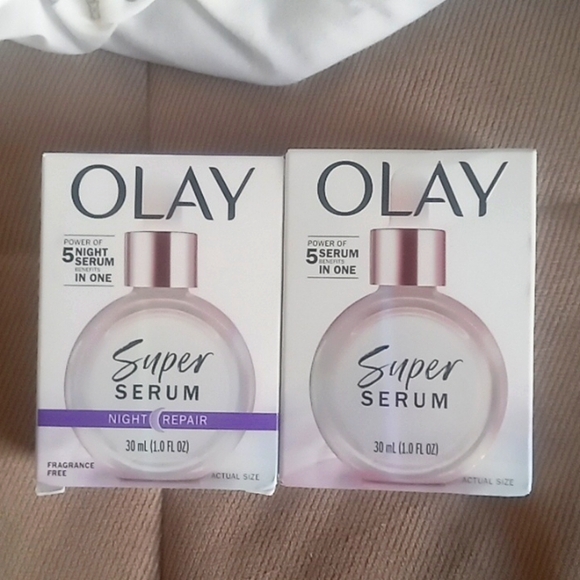 OLAY
POWER OF
5 NIGHT
SERUM
BENEFITS
IN ONE
Super
SERUM
NIGHT REPAIR
30 mL (1.0 FL OZ)
FRAGRANCE
FREE
ACTUAL SIZE
OLAY
POWER OF
5 SERUM
BENEFITS
IN ONE
Super
SERUM
30 mL (1.0 FL OZ)
ACTUAL SIZE